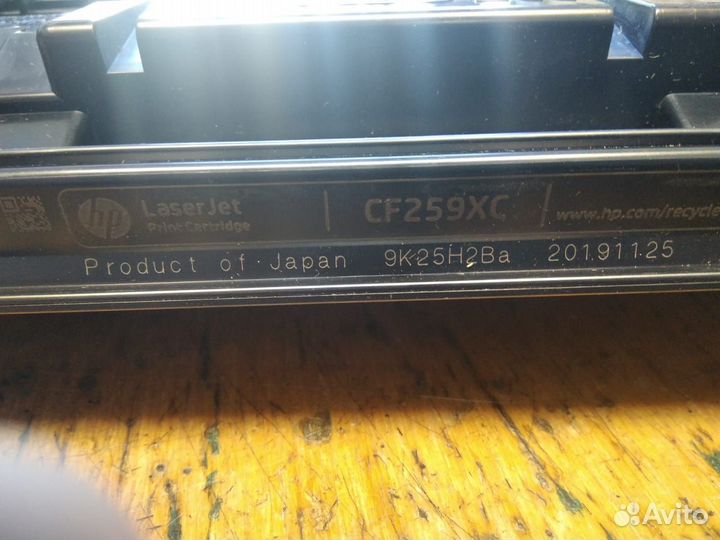 hp LaserJet
Print Cartridge
CF259XC
www.hp.com/recycle
Product of Japan 9K25H2Ba 2019.11.25
Avito